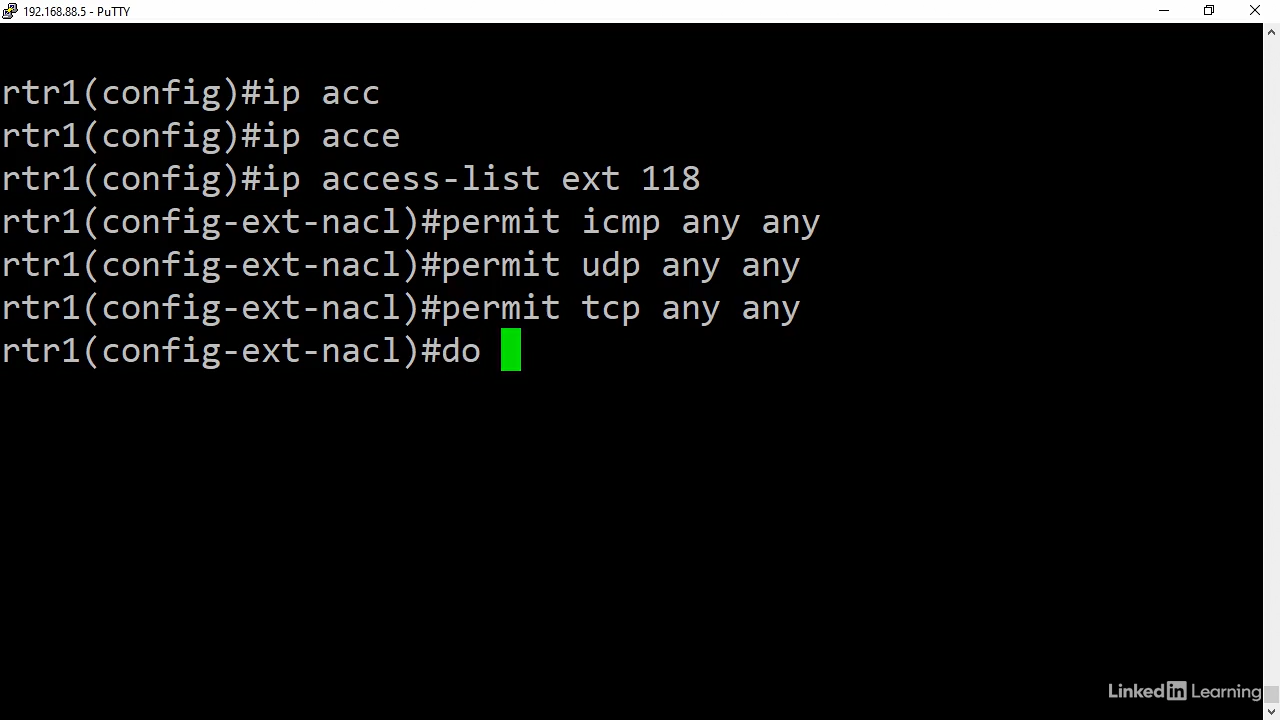 192.168.88.5 - PuTTY
rtr1(config)#ip acc
rtr1(config)#ip acce
rtr1(config)#ip access-list ext 118
rtr1(config-ext-nacl)#permit icmp any any
rtr1(config-ext-nacl)#permit udp any any
rtr1(config-ext-nacl)#permit tcp any any
rtr1(config-ext-nacl)#do
Linked in Learning